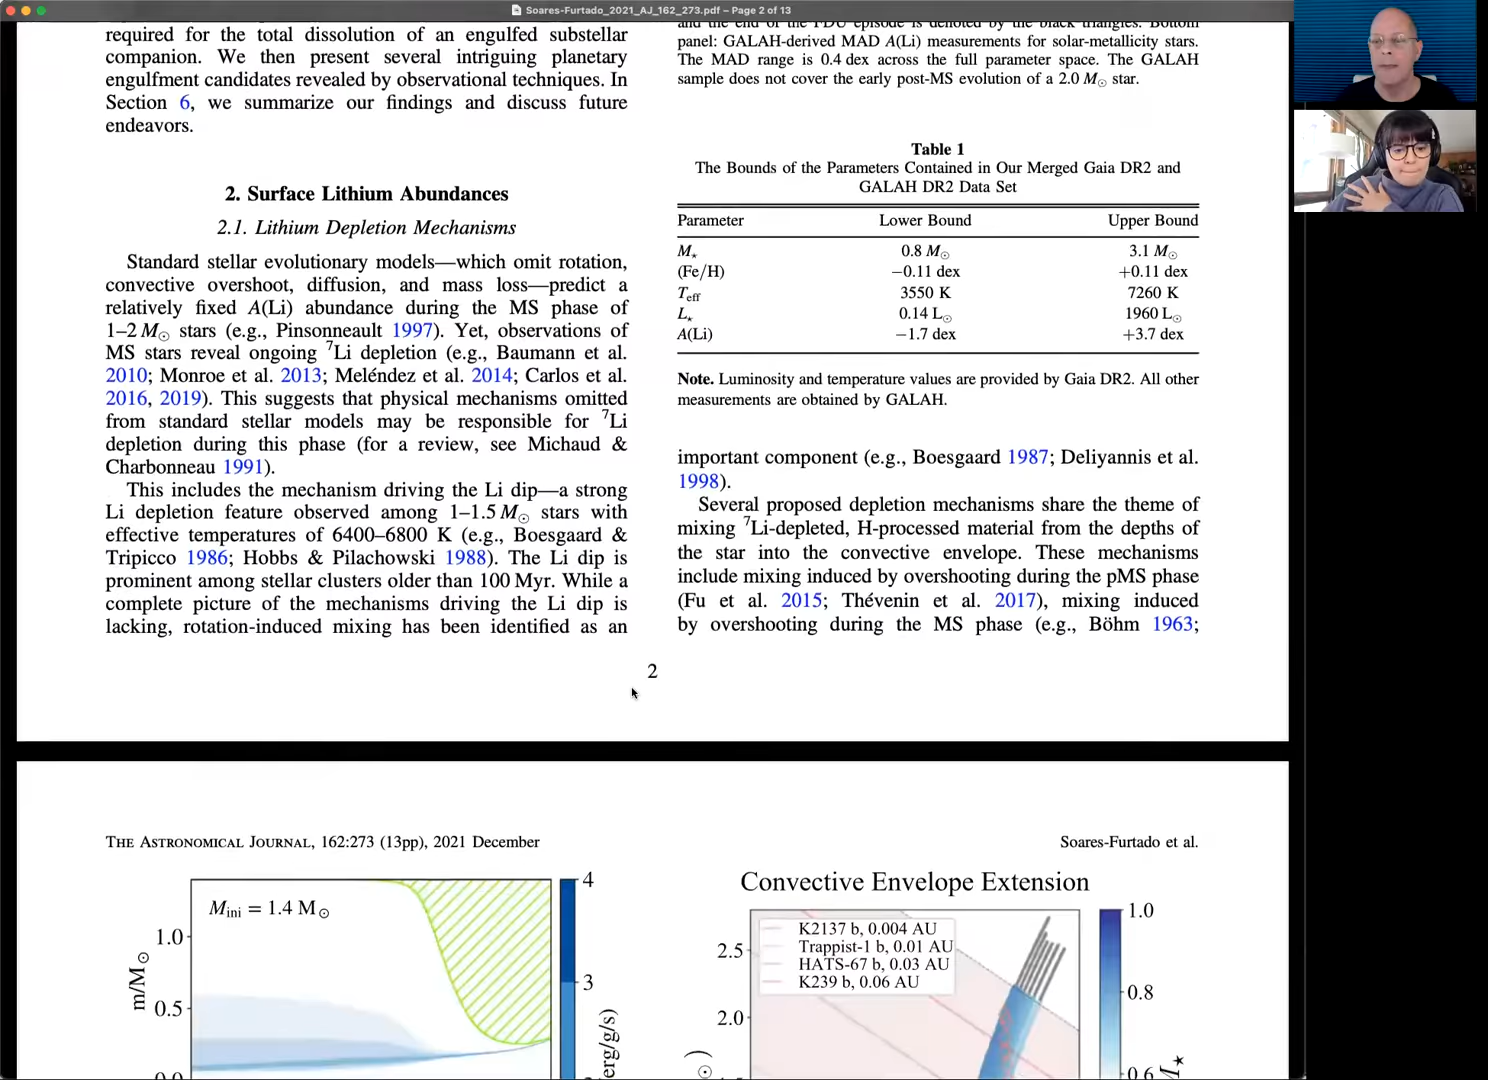 Soares-Furtado_2021_AJ_162_273.pdf – Page 2 of 13
required for the total dissolution of an engulfed substellar
companion. We then present several intriguing planetary
engulfment candidates revealed by observational techniques. In
Section 6, we summarize our findings and discuss future
endeavors.
2. Surface Lithium Abundances
2.1. Lithium Depletion Mechanisms
Standard stellar evolutionary models—which omit rotation,
convective overshoot, diffusion, and mass loss—predict a
relatively fixed A(Li) abundance during the MS phase of
1–2 M⊙ stars (e.g., Pinsonneault 1997). Yet, observations of
MS stars reveal ongoing ⁷Li depletion (e.g., Baumann et al.
2010; Monroe et al. 2013; Meléndez et al. 2014; Carlos et al.
2016, 2019). This suggests that physical mechanisms omitted
from standard stellar models may be responsible for ⁷Li
depletion during this phase (for a review, see Michaud &
Charbonneau 1991).
This includes the mechanism driving the Li dip—a strong
Li depletion feature observed among 1–1.5 M⊙ stars with
effective temperatures of 6400–6800 K (e.g., Boesgaard &
Tripicco 1986; Hobbs & Pilachowski 1988). The Li dip is
prominent among stellar clusters older than 100 Myr. While a
complete picture of the mechanisms driving the Li dip is
lacking, rotation-induced mixing has been identified as an
and the end of the FDU episode is denoted by the black triangles. Bottom
panel: GALAH-derived MAD A(Li) measurements for solar-metallicity stars.
The MAD range is 0.4 dex across the full parameter space. The GALAH
sample does not cover the early post-MS evolution of a 2.0 M⊙ star.
Table 1
The Bounds of the Parameters Contained in Our Merged Gaia DR2 and
GALAH DR2 Data Set
Parameter Lower Bound Upper Bound
M⋆ 0.8 M⊙ 3.1 M⊙
(Fe/H) −0.11 dex +0.11 dex
Teff 3550 K 7260 K
L⋆ 0.14 L⊙ 1960 L⊙
A(Li) −1.7 dex +3.7 dex
Note. Luminosity and temperature values are provided by Gaia DR2. All other
measurements are obtained by GALAH.
important component (e.g., Boesgaard 1987; Deliyannis et al.
1998).
Several proposed depletion mechanisms share the theme of
mixing ⁷Li-depleted, H-processed material from the depths of
the star into the convective envelope. These mechanisms
include mixing induced by overshooting during the pMS phase
(Fu et al. 2015; Thévenin et al. 2017), mixing induced
by overshooting during the MS phase (e.g., Böhm 1963;
2
THE ASTRONOMICAL JOURNAL, 162:273 (13pp), 2021 December
Soares-Furtado et al.
Mini = 1.4 M⊙
m/M⊙
1.0
0.5
0.0
4
3
erg/g/s)
Convective Envelope Extension
K2137 b, 0.004 AU
Trappist-1 b, 0.01 AU
HATS-67 b, 0.03 AU
K239 b, 0.06 AU
2.5
2.0
⊙)
1.0
0.8
0.6
M⋆